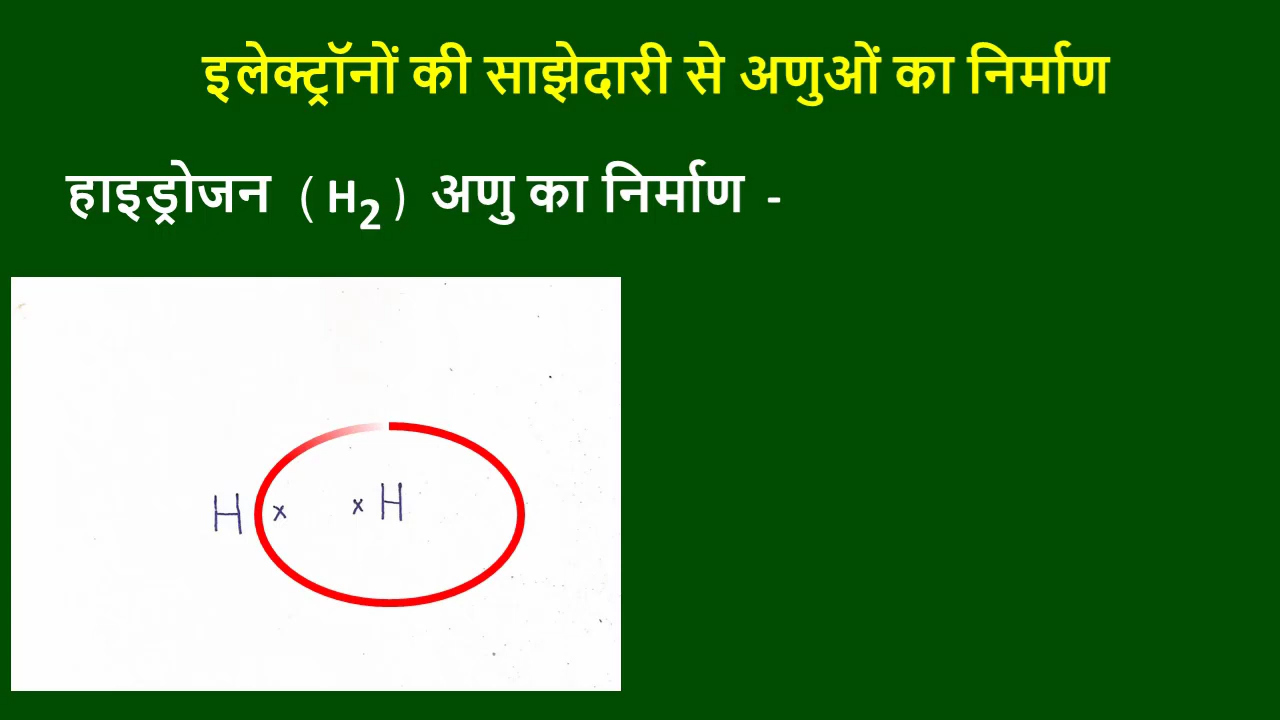 इलेक्ट्रॉनों की साझेदारी से अणुओं का निर्माण
हाइड्रोजन ( H2 ) अणु का निर्माण -
H x x H